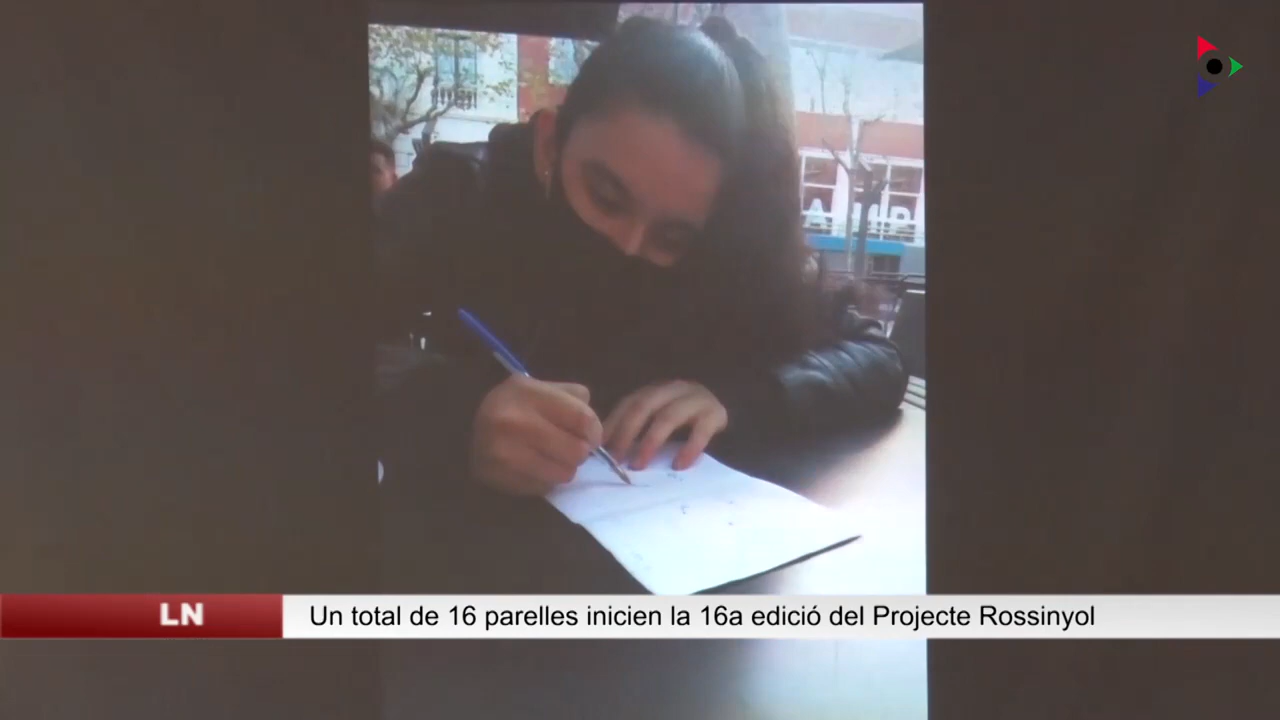 LN
Un total de 16 parelles inicien la 16a edició del Projecte Rossinyol